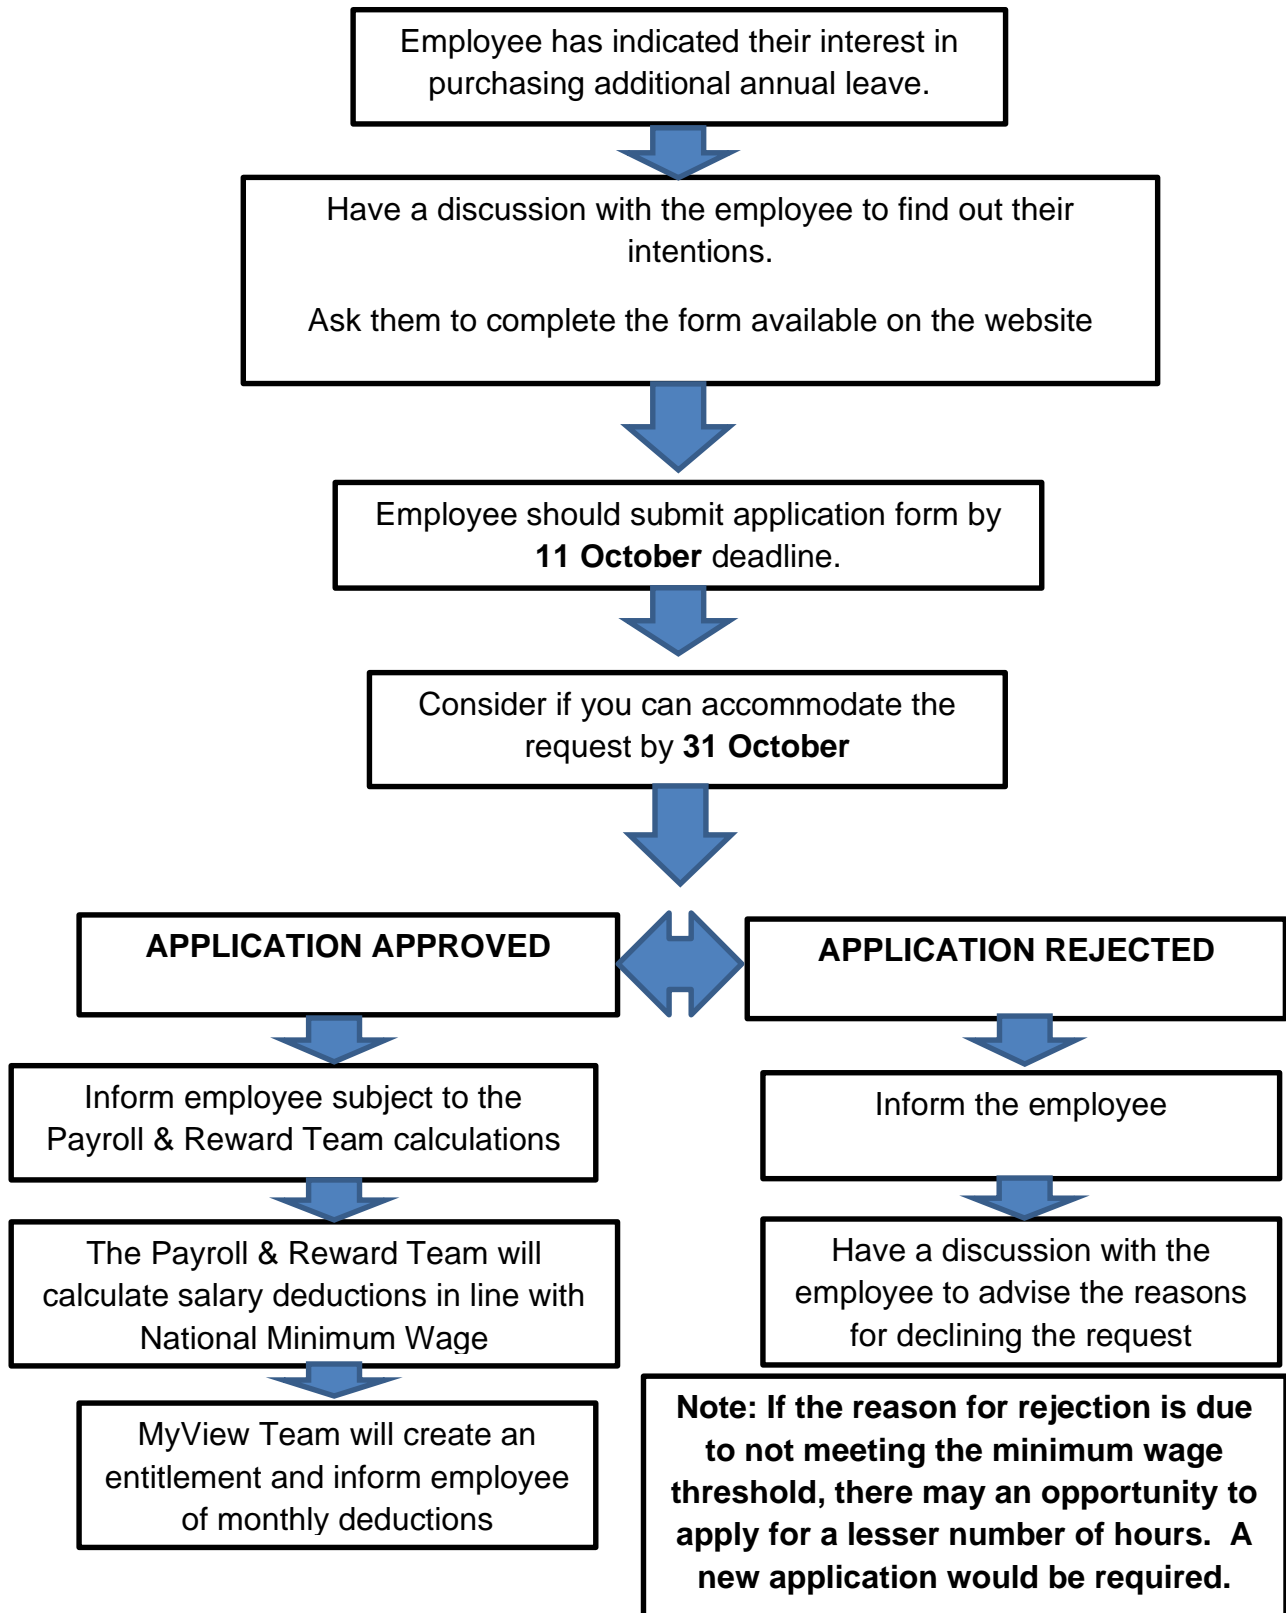 Employee has indicated their interest in
purchasing additional annual leave.
Have a discussion with the employee to find out their
intentions.
Ask them to complete the form available on the website
Employee should submit application form by
11 October deadline.
Consider if you can accommodate the
request by 31 October
APPLICATION APPROVED
APPLICATION REJECTED
Inform employee subject to the
Payroll & Reward Team calculations
Inform the employee
The Payroll & Reward Team will
calculate salary deductions in line with
National Minimum Wage
Have a discussion with the
employee to advise the reasons
for declining the request
MyView Team will create an
entitlement and inform employee
of monthly deductions
Note: If the reason for rejection is due
to not meeting the minimum wage
threshold, there may an opportunity to
apply for a lesser number of hours.  A
new application would be required.